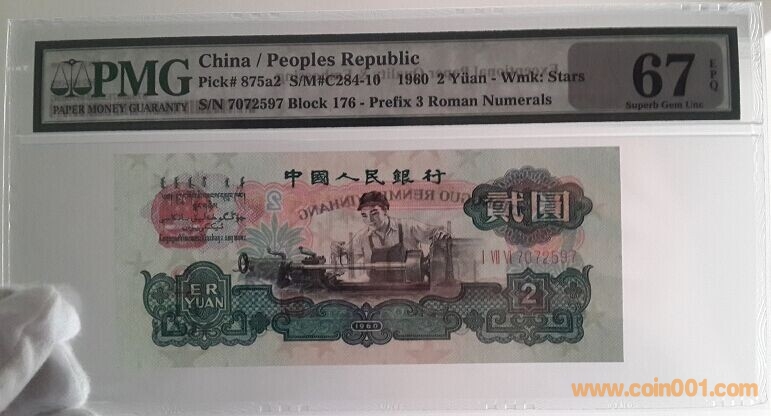 PMG
PAPER MONEY GUARANTY
China / Peoples Republic
Pick# 875a2 S/M#C284-10 1960 2 Yüan - Wmk: Stars
S/N 7072597 Block 176 - Prefix 3 Roman Numerals
67
EPQ
Superb Gem Unc
中國人民銀行
貳圓
I VII VI 7072597
ER
YUAN
2
1960
www.coin001.com